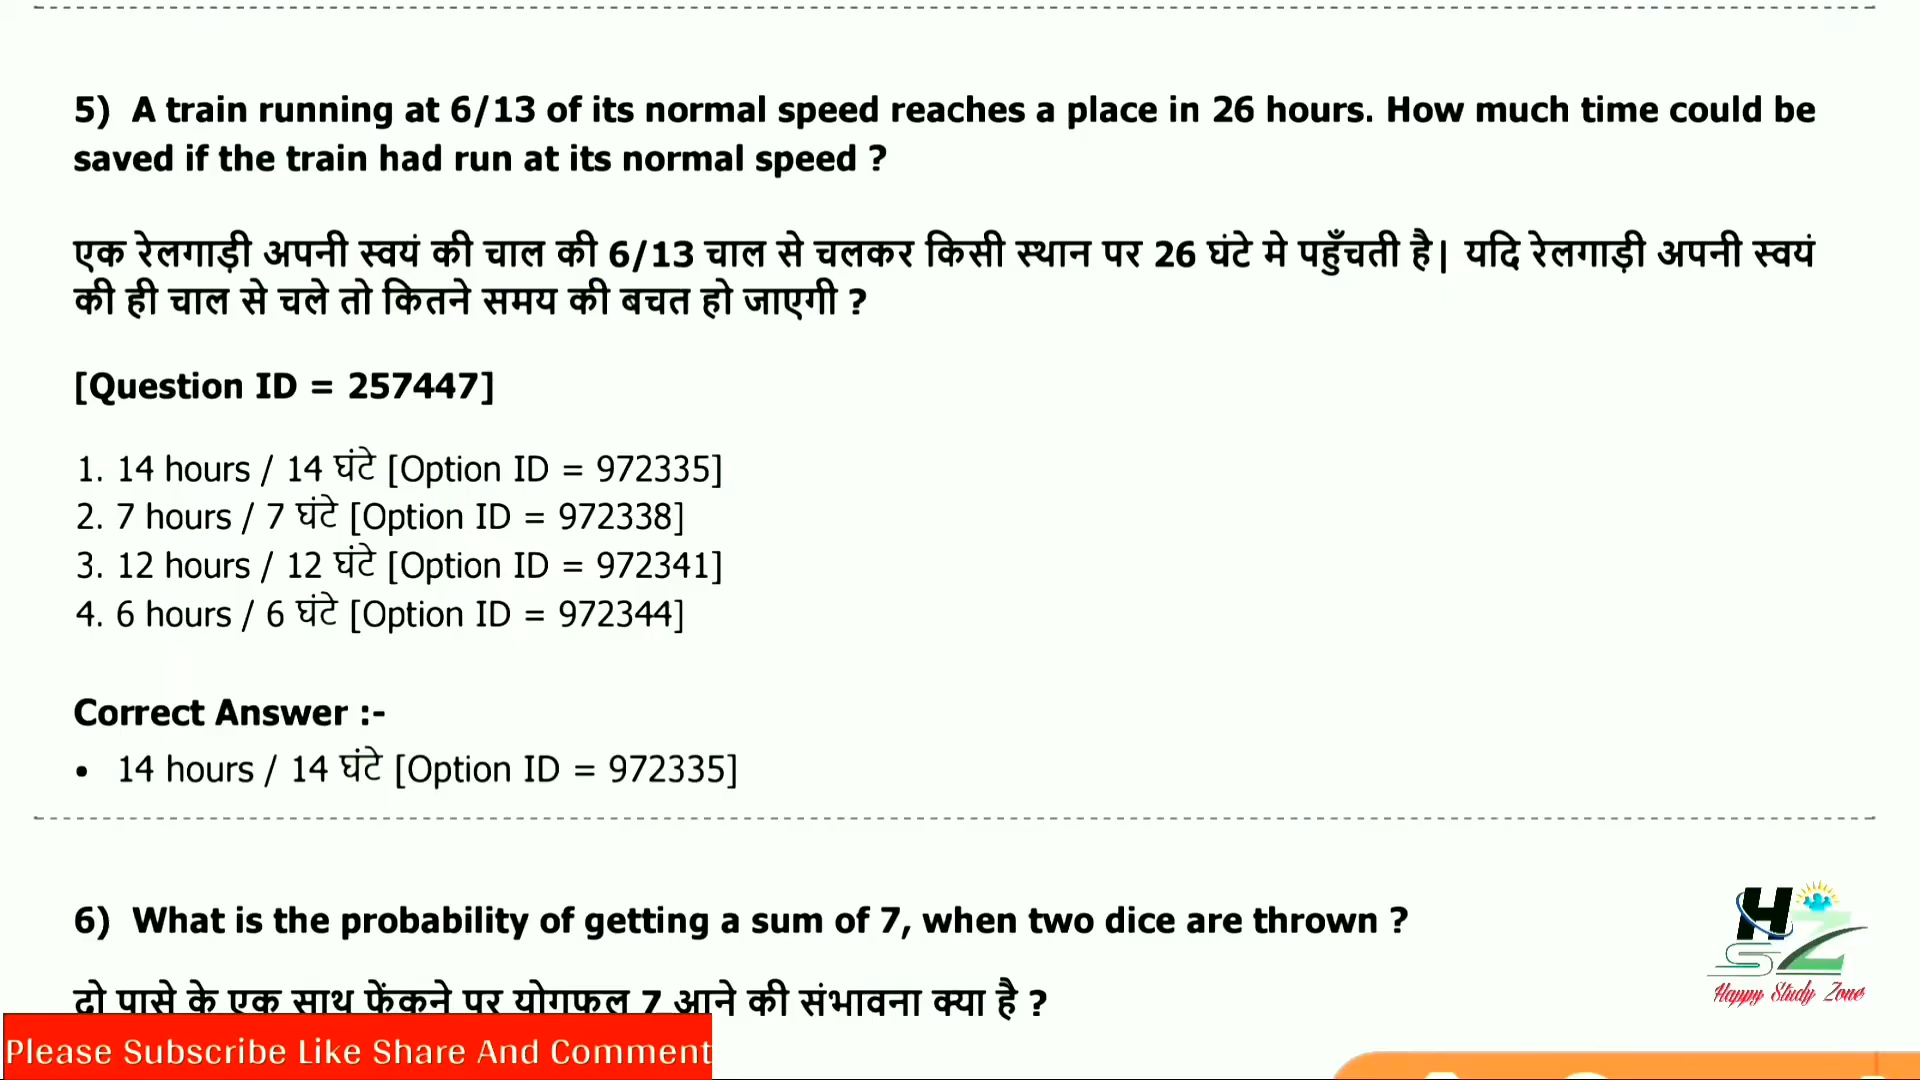 5) A train running at 6/13 of its normal speed reaches a place in 26 hours. How much time could be
saved if the train had run at its normal speed ?
एक रेलगाड़ी अपनी स्वयं की चाल की 6/13 चाल से चलकर किसी स्थान पर 26 घंटे मे पहुँचती है| यदि रेलगाड़ी अपनी स्वयं
की ही चाल से चले तो कितने समय की बचत हो जाएगी ?
[Question ID = 257447]
1. 14 hours / 14 घंटे [Option ID = 972335]
2. 7 hours / 7 घंटे [Option ID = 972338]
3. 12 hours / 12 घंटे [Option ID = 972341]
4. 6 hours / 6 घंटे [Option ID = 972344]
Correct Answer :-
• 14 hours / 14 घंटे [Option ID = 972335]
6) What is the probability of getting a sum of 7, when two dice are thrown ?
दो पासे के एक साथ फेंकने पर योगफल 7 आने की संभावना क्या है ?
HSZ
Happy Study Zone
Please Subscribe Like Share And Comment